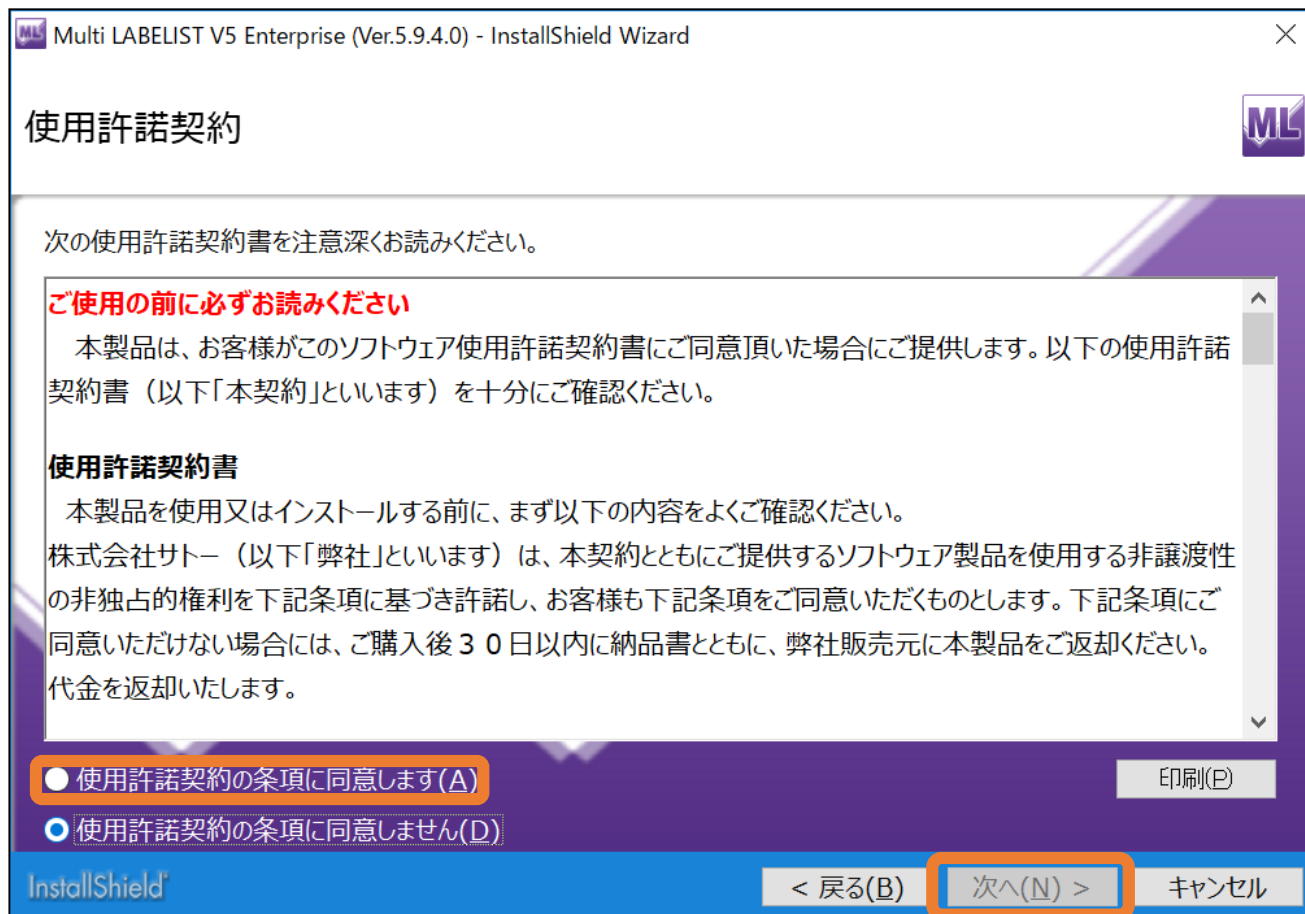 ML Multi LABELIST V5 Enterprise (Ver.5.9.4.0) - InstallShield Wizard
使用許諾契約
ML
次の使用許諾契約書を注意深くお読みください。
ご使用の前に必ずお読みください
本製品は、お客様がこのソフトウェア使用許諾契約書にご同意頂いた場合にご提供します。以下の使用許諾
契約書（以下「本契約」といいます）を十分にご確認ください。
使用許諾契約書
本製品を使用又はインストールする前に、まず以下の内容をよくご確認ください。
株式会社サトー（以下「弊社」といいます）は、本契約とともにご提供するソフトウェア製品を使用する非譲渡性
の非独占的権利を下記条項に基づき許諾し、お客様も下記条項をご同意いただくものとします。下記条項にご
同意いただけない場合には、ご購入後３０日以内に納品書とともに、弊社販売元に本製品をご返却ください。
代金を返却いたします。
使用許諾契約の条項に同意します(A)
印刷(P)
使用許諾契約の条項に同意しません(D)
InstallShield
< 戻る(B) 次へ(N) > キャンセル